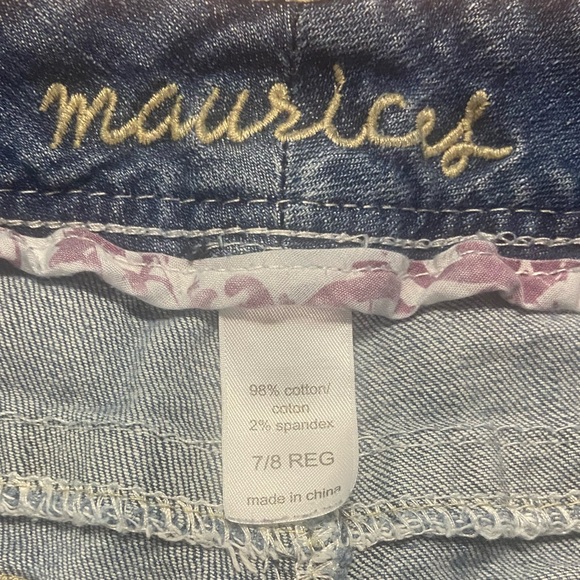 maurices
98% cotton/
coton
2% spandex
7/8 REG
made in china